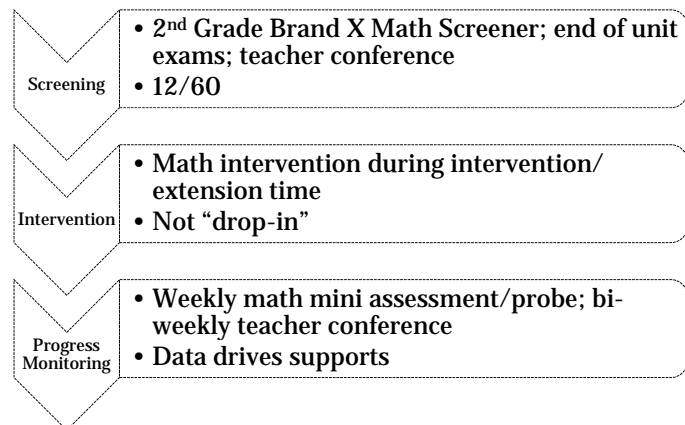 Screening
• 2nd Grade Brand X Math Screener; end of unit
exams; teacher conference
• 12/60
Intervention
• Math intervention during intervention/
extension time
• Not “drop-in”
Progress
Monitoring
• Weekly math mini assessment/probe; bi-
weekly teacher conference
• Data drives supports